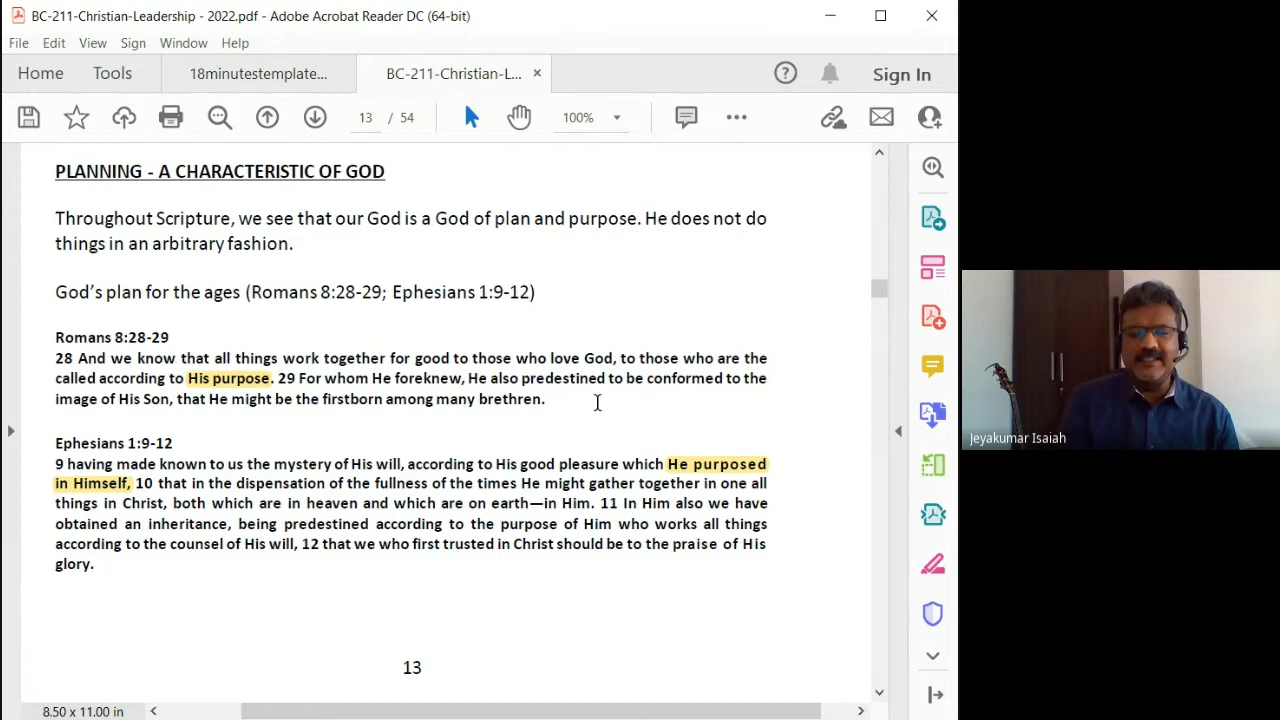 BC-211-Christian-Leadership - 2022.pdf - Adobe Acrobat Reader DC (64-bit)
File Edit View Sign Window Help
Home Tools 18minutestemplate... BC-211-Christian-L... × Sign In
13 / 54 100%
PLANNING - A CHARACTERISTIC OF GOD
Throughout Scripture, we see that our God is a God of plan and purpose. He does not do
things in an arbitrary fashion.
God’s plan for the ages (Romans 8:28-29; Ephesians 1:9-12)
Romans 8:28-29
28 And we know that all things work together for good to those who love God, to those who are the
called according to His purpose. 29 For whom He foreknew, He also predestined to be conformed to the
image of His Son, that He might be the firstborn among many brethren.
Ephesians 1:9-12
9 having made known to us the mystery of His will, according to His good pleasure which He purposed
in Himself, 10 that in the dispensation of the fullness of the times He might gather together in one all
things in Christ, both which are in heaven and which are on earth—in Him. 11 In Him also we have
obtained an inheritance, being predestined according to the purpose of Him who works all things
according to the counsel of His will, 12 that we who first trusted in Christ should be to the praise of His
glory.
13
8.50 x 11.00 in
Jeyakumar Isaiah